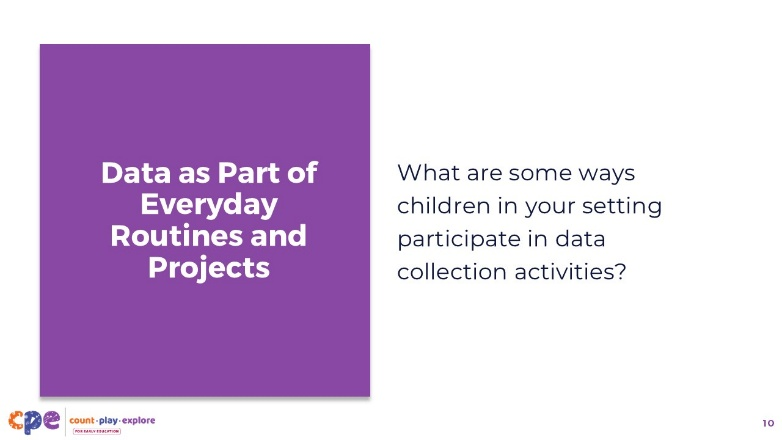 Data as Part of
Everyday
Routines and
Projects
What are some ways
children in your setting
participate in data
collection activities?
cpe
count·play·explore
FOR EARLY EDUCATION
10